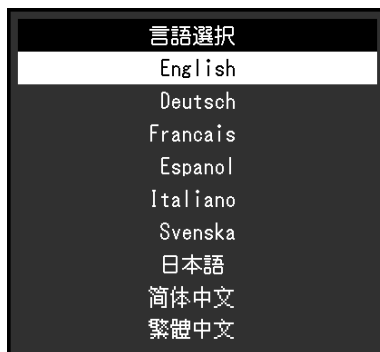 言語選択
English
Deutsch
Francais
Espanol
Italiano
Svenska
日本語
简体中文
繁體中文